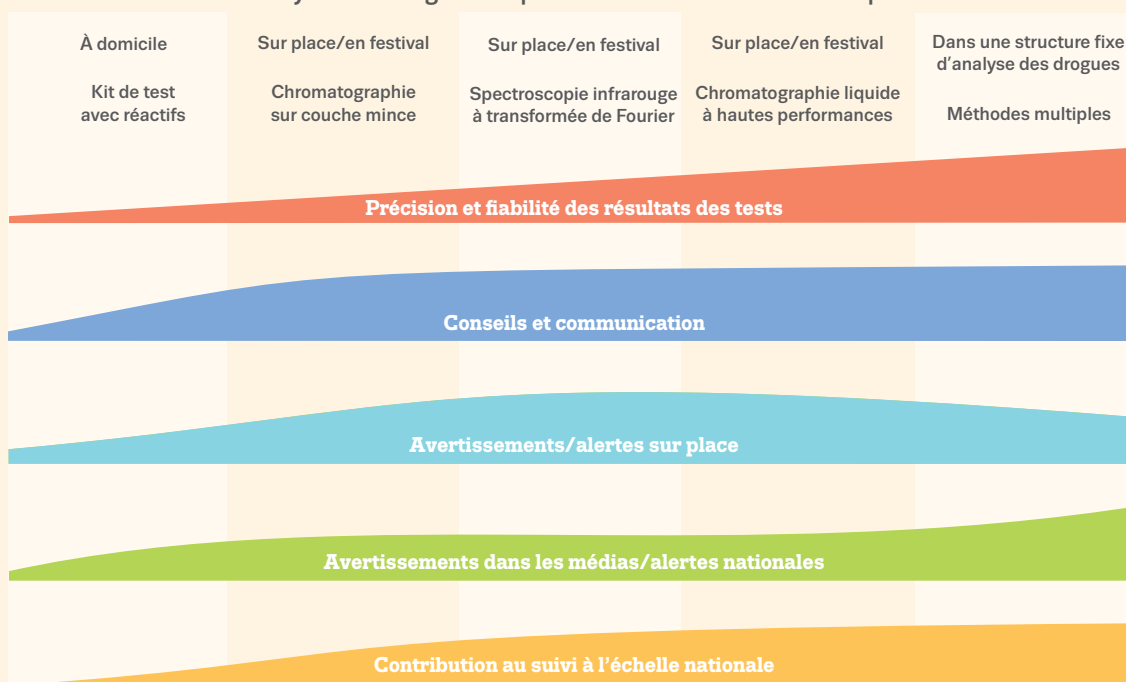 À domicile
Kit de test
avec réactifs
Sur place/en festival
Chromatographie
sur couche mince
Sur place/en festival
Spectroscopie infrarouge
à transformée de Fourier
Sur place/en festival
Chromatographie liquide
à hautes performances
Dans une structure fixe
d’analyse des drogues
Méthodes multiples
Précision et fiabilité des résultats des tests
Conseils et communication
Avertissements/alertes sur place
Avertissements dans les médias/alertes nationales
Contribution au suivi à l’échelle nationale